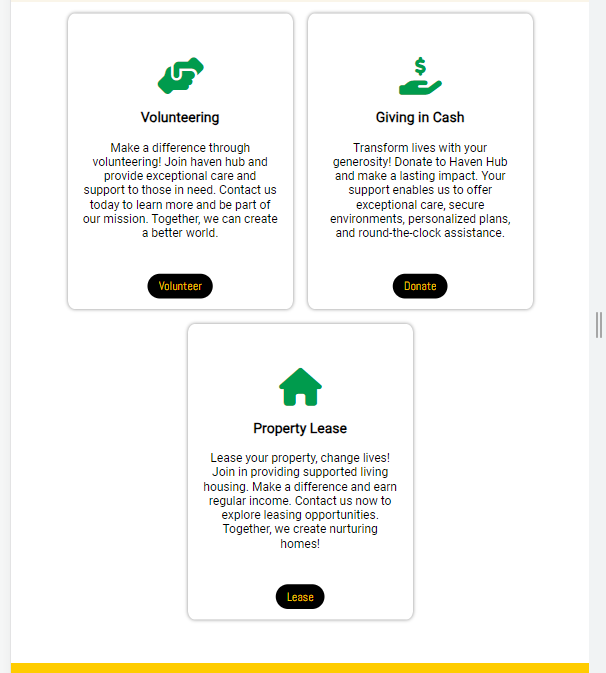 Volunteering
Make a difference through
volunteering! Join haven hub and
provide exceptional care and
support to those in need. Contact us
today to learn more and be part of
our mission. Together, we can create
a better world.
Volunteer
Giving in Cash
Transform lives with your
generosity! Donate to Haven Hub
and make a lasting impact. Your
support enables us to offer
exceptional care, secure
environments, personalized plans,
and round-the-clock assistance.
Donate
Property Lease
Lease your property, change lives!
Join in providing supported living
housing. Make a difference and earn
regular income. Contact us now to
explore leasing opportunities.
Together, we create nurturing
homes!
Lease